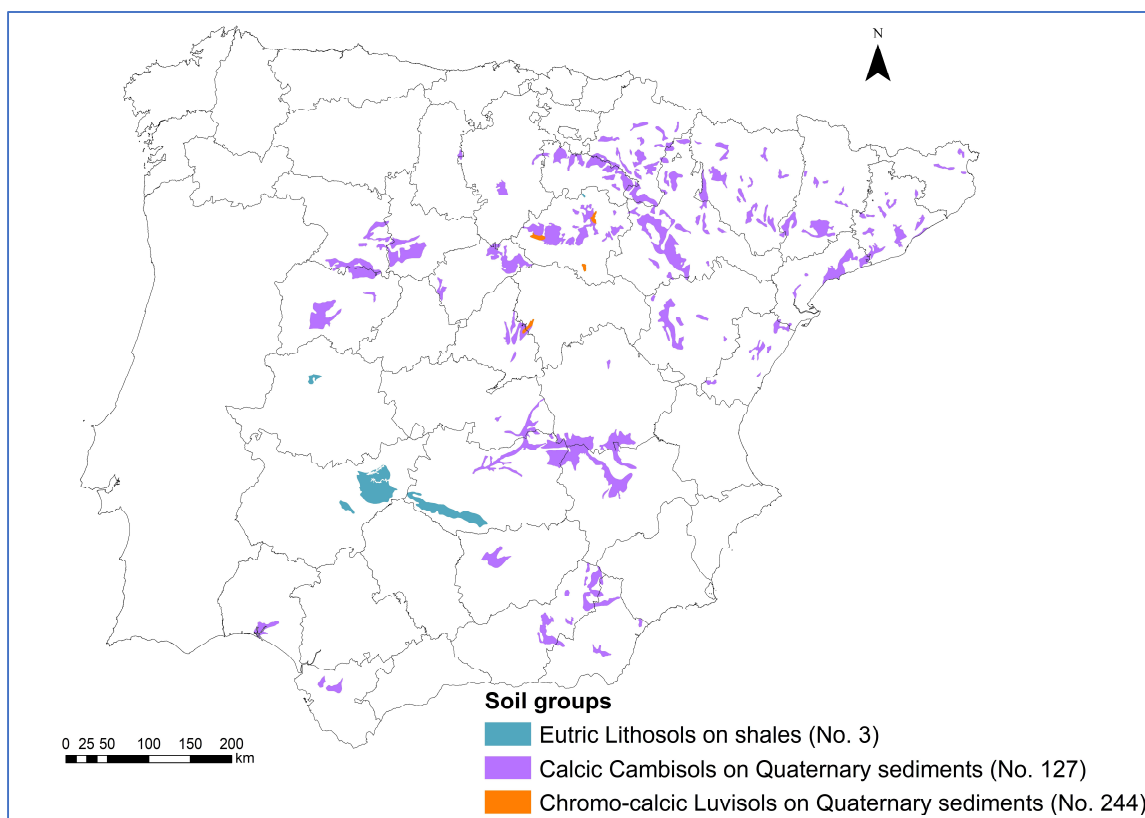 N
Soil groups
Eutric Lithosols on shales (No. 3)
Calcic Cambisols on Quaternary sediments (No. 127)
Chromo-calcic Luvisols on Quaternary sediments (No. 244)
0 25 50 100 150 200
km